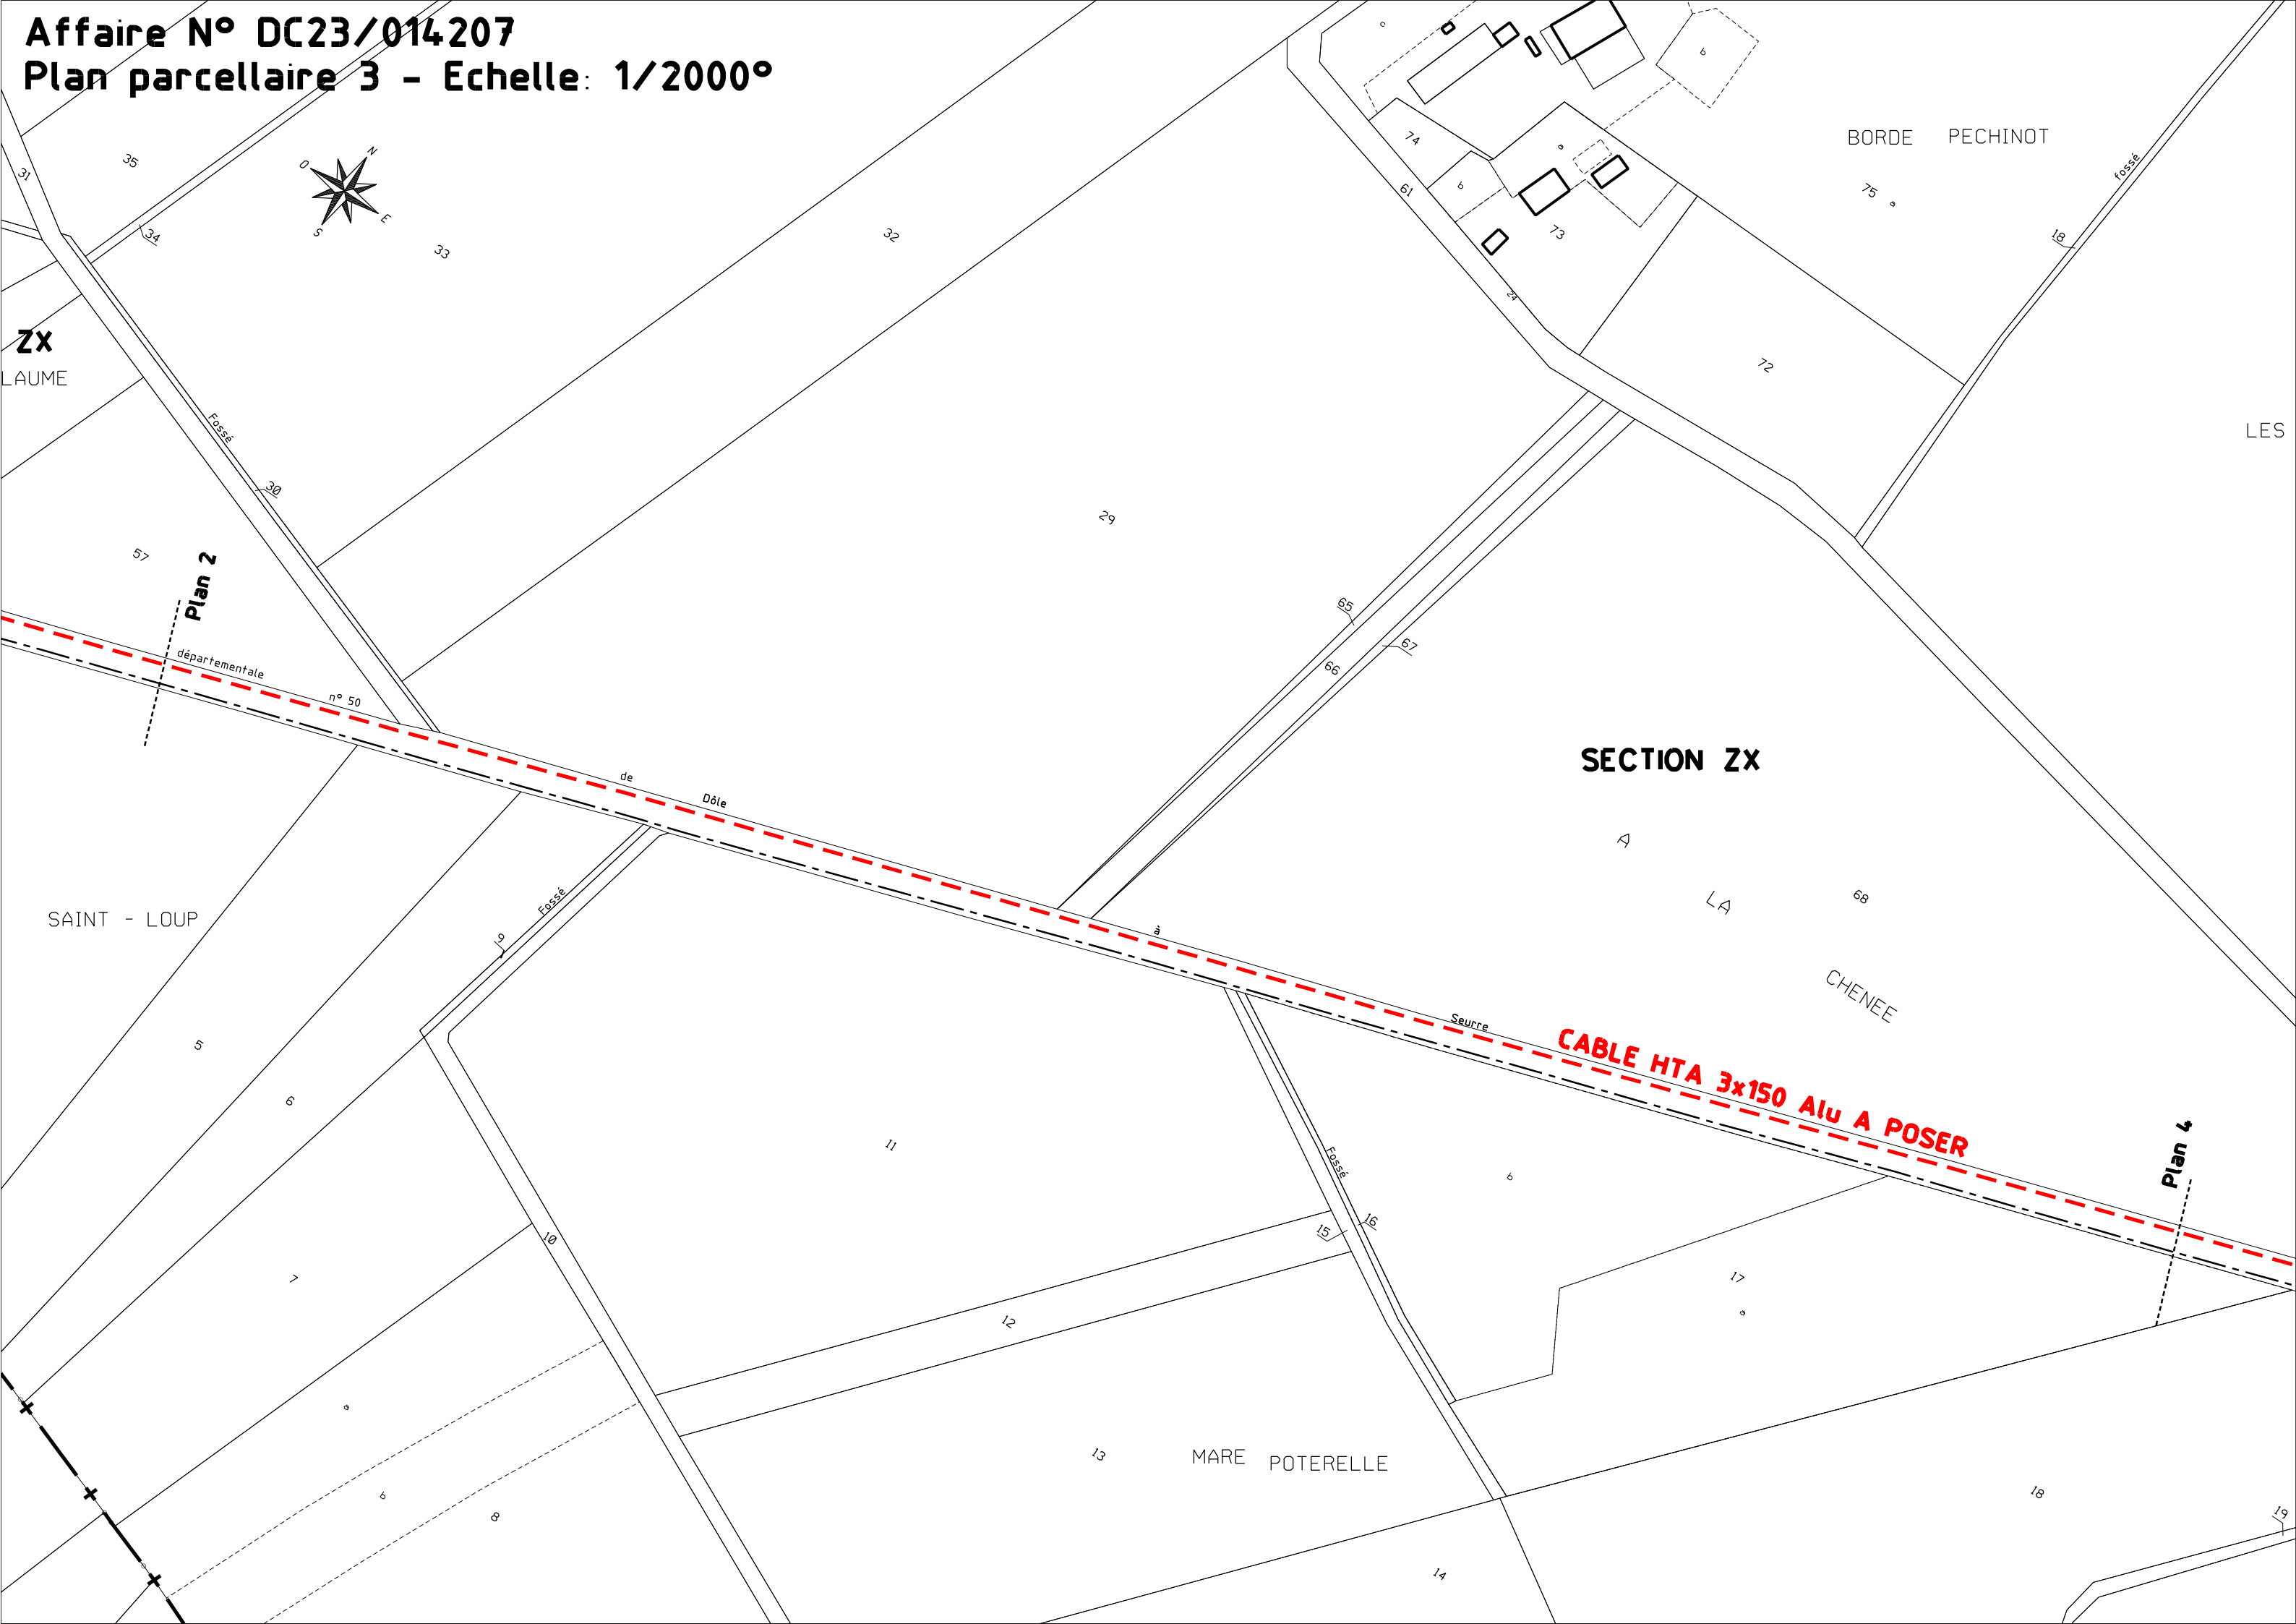 Affaire N° DC23/014207
Plan parcellaire 3 - Echelle: 1/2000°
c
b
BORDE PECHINOT
74
a
75 a
fossé
31
35
N
O
E
S
61
b
73
18
34
33
32
24
ZX
LAUME
72
LES
Fossé
30
29
57
Plan 2
65
67
66
départementale
n° 50
de
Dôle
SECTION ZX
A
LA
68
CHENEE
SAINT - LOUP
Fossé
9
à
Seurre
CABLE HTA 3x150 Alu A POSER
5
6
11
Fossé
b
Plan 4
10
15
16
7
12
17
a
a
13
MARE POTERELLE
b
8
18
19
14